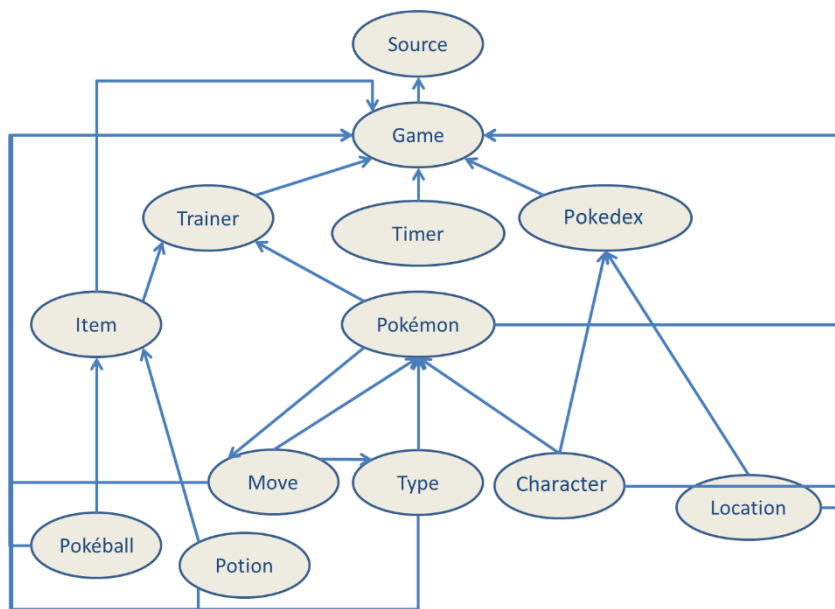 Source
Game
Trainer
Timer
Pokedex
Item
Pokémon
Move
Type
Character
Location
Pokéball
Potion